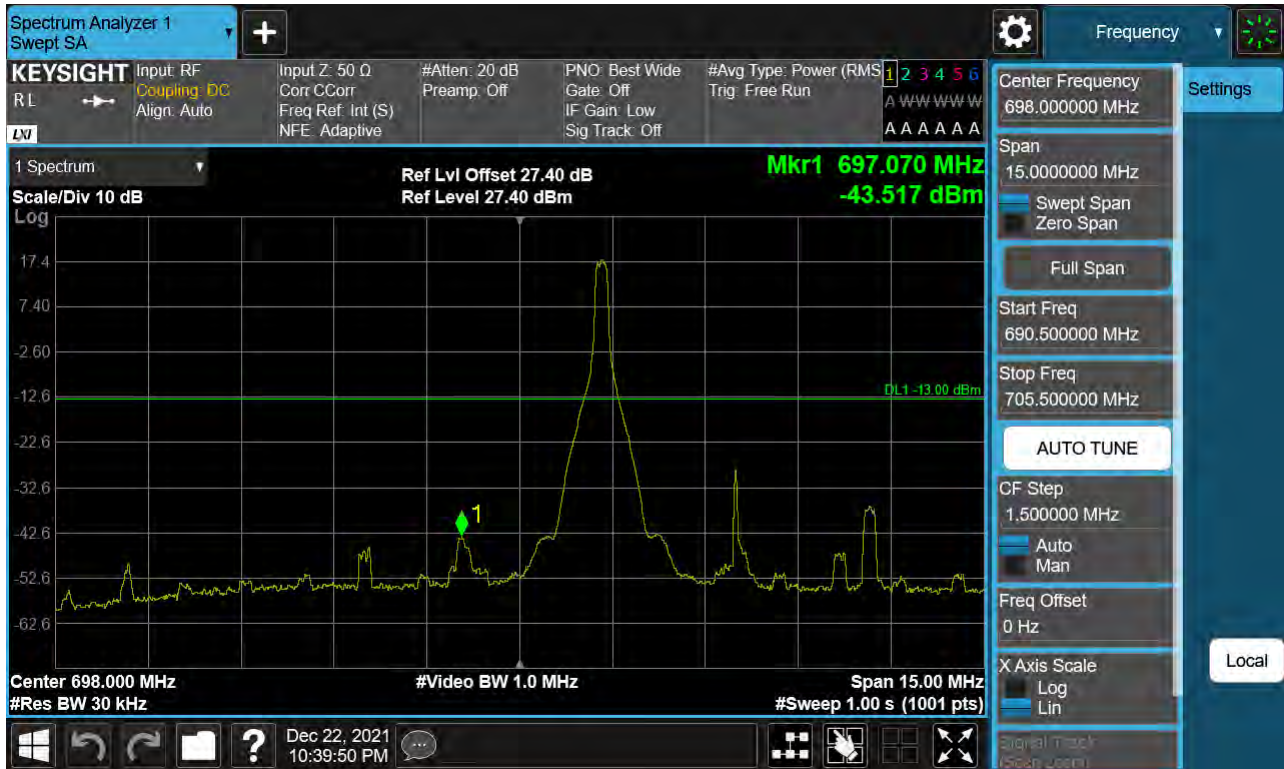 Spectrum Analyzer 1
Swept SA
Frequency
KEYSIGHT
RL
LXI
Input: RF
Coupling: DC
Align: Auto
Input Z: 50 Ω
Corr CCorr
Freq Ref: Int (S)
NFE: Adaptive
#Atten: 20 dB
Preamp: Off
PNO: Best Wide
Gate: Off
IF Gain: Low
Sig Track: Off
#Avg Type: Power (RMS
Trig: Free Run
1 2 3 4 5 6
A W W W W W
A A A A A A
1 Spectrum
Scale/Div 10 dB
Ref Lvl Offset 27.40 dB
Ref Level 27.40 dBm
Mkr1 697.070 MHz
-43.517 dBm
Log
17.4
7.40
-2.60
-12.6
-22.6
-32.6
-42.6
-52.6
-62.6
DL1 -13.00 dBm
1
Center 698.000 MHz
#Res BW 30 kHz
#Video BW 1.0 MHz
Span 15.00 MHz
#Sweep 1.00 s (1001 pts)
Center Frequency
698.000000 MHz
Settings
Span
15.0000000 MHz
Swept Span
Zero Span
Full Span
Start Freq
690.500000 MHz
Stop Freq
705.500000 MHz
AUTO TUNE
CF Step
1.500000 MHz
Auto
Man
Freq Offset
0 Hz
X Axis Scale
Log
Lin
Local
Signal Track
(Span Zoom)
?
Dec 22, 2021
10:39:50 PM